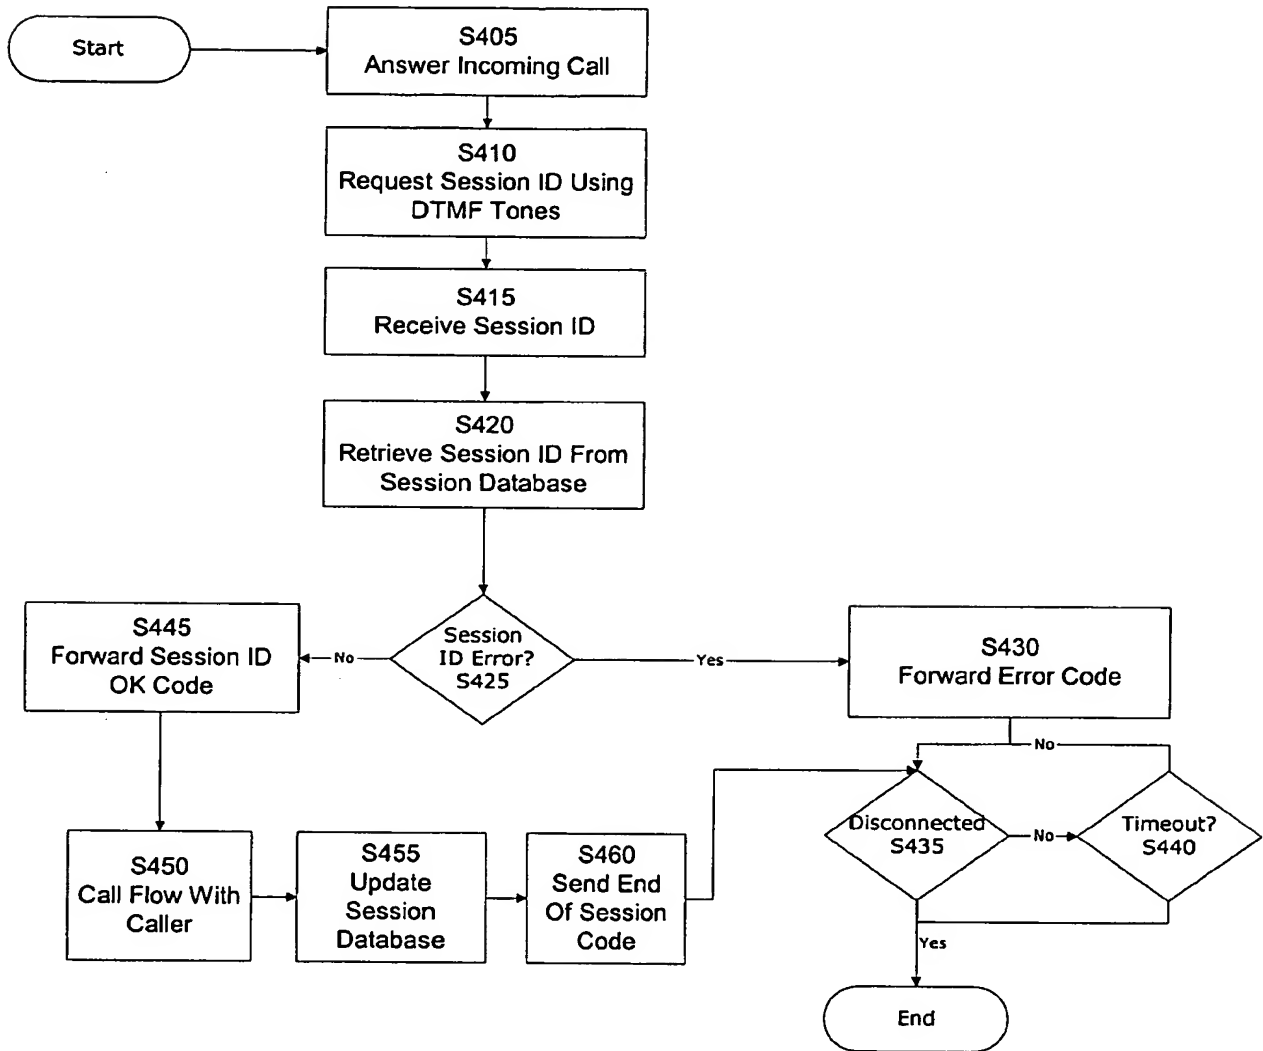 Start
S405
Answer Incoming Call
S410
Request Session ID Using
DTMF Tones
S415
Receive Session ID
S420
Retrieve Session ID From
Session Database
Session
ID Error?
S425
No
Yes
S445
Forward Session ID
OK Code
S430
Forward Error Code
No
Disconnected
S435
No
Timeout?
S440
S450
Call Flow With
Caller
S455
Update
Session
Database
S460
Send End
Of Session
Code
Yes
End